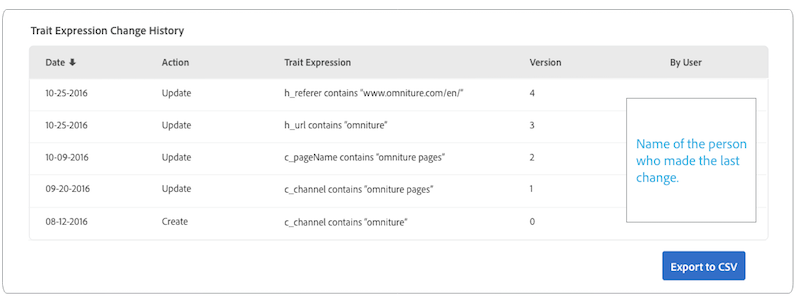 Trait Expression Change History
Date ⬇ Action Trait Expression Version By User
10-25-2016 Update h_referer contains "www.omniture.com/en/" 4
10-25-2016 Update h_url contains "omniture" 3
10-09-2016 Update c_pageName contains "omniture pages" 2
09-20-2016 Update c_channel contains "omniture pages" 1
08-12-2016 Create c_channel contains "omniture" 0
Name of the person
who made the last
change.
Export to CSV